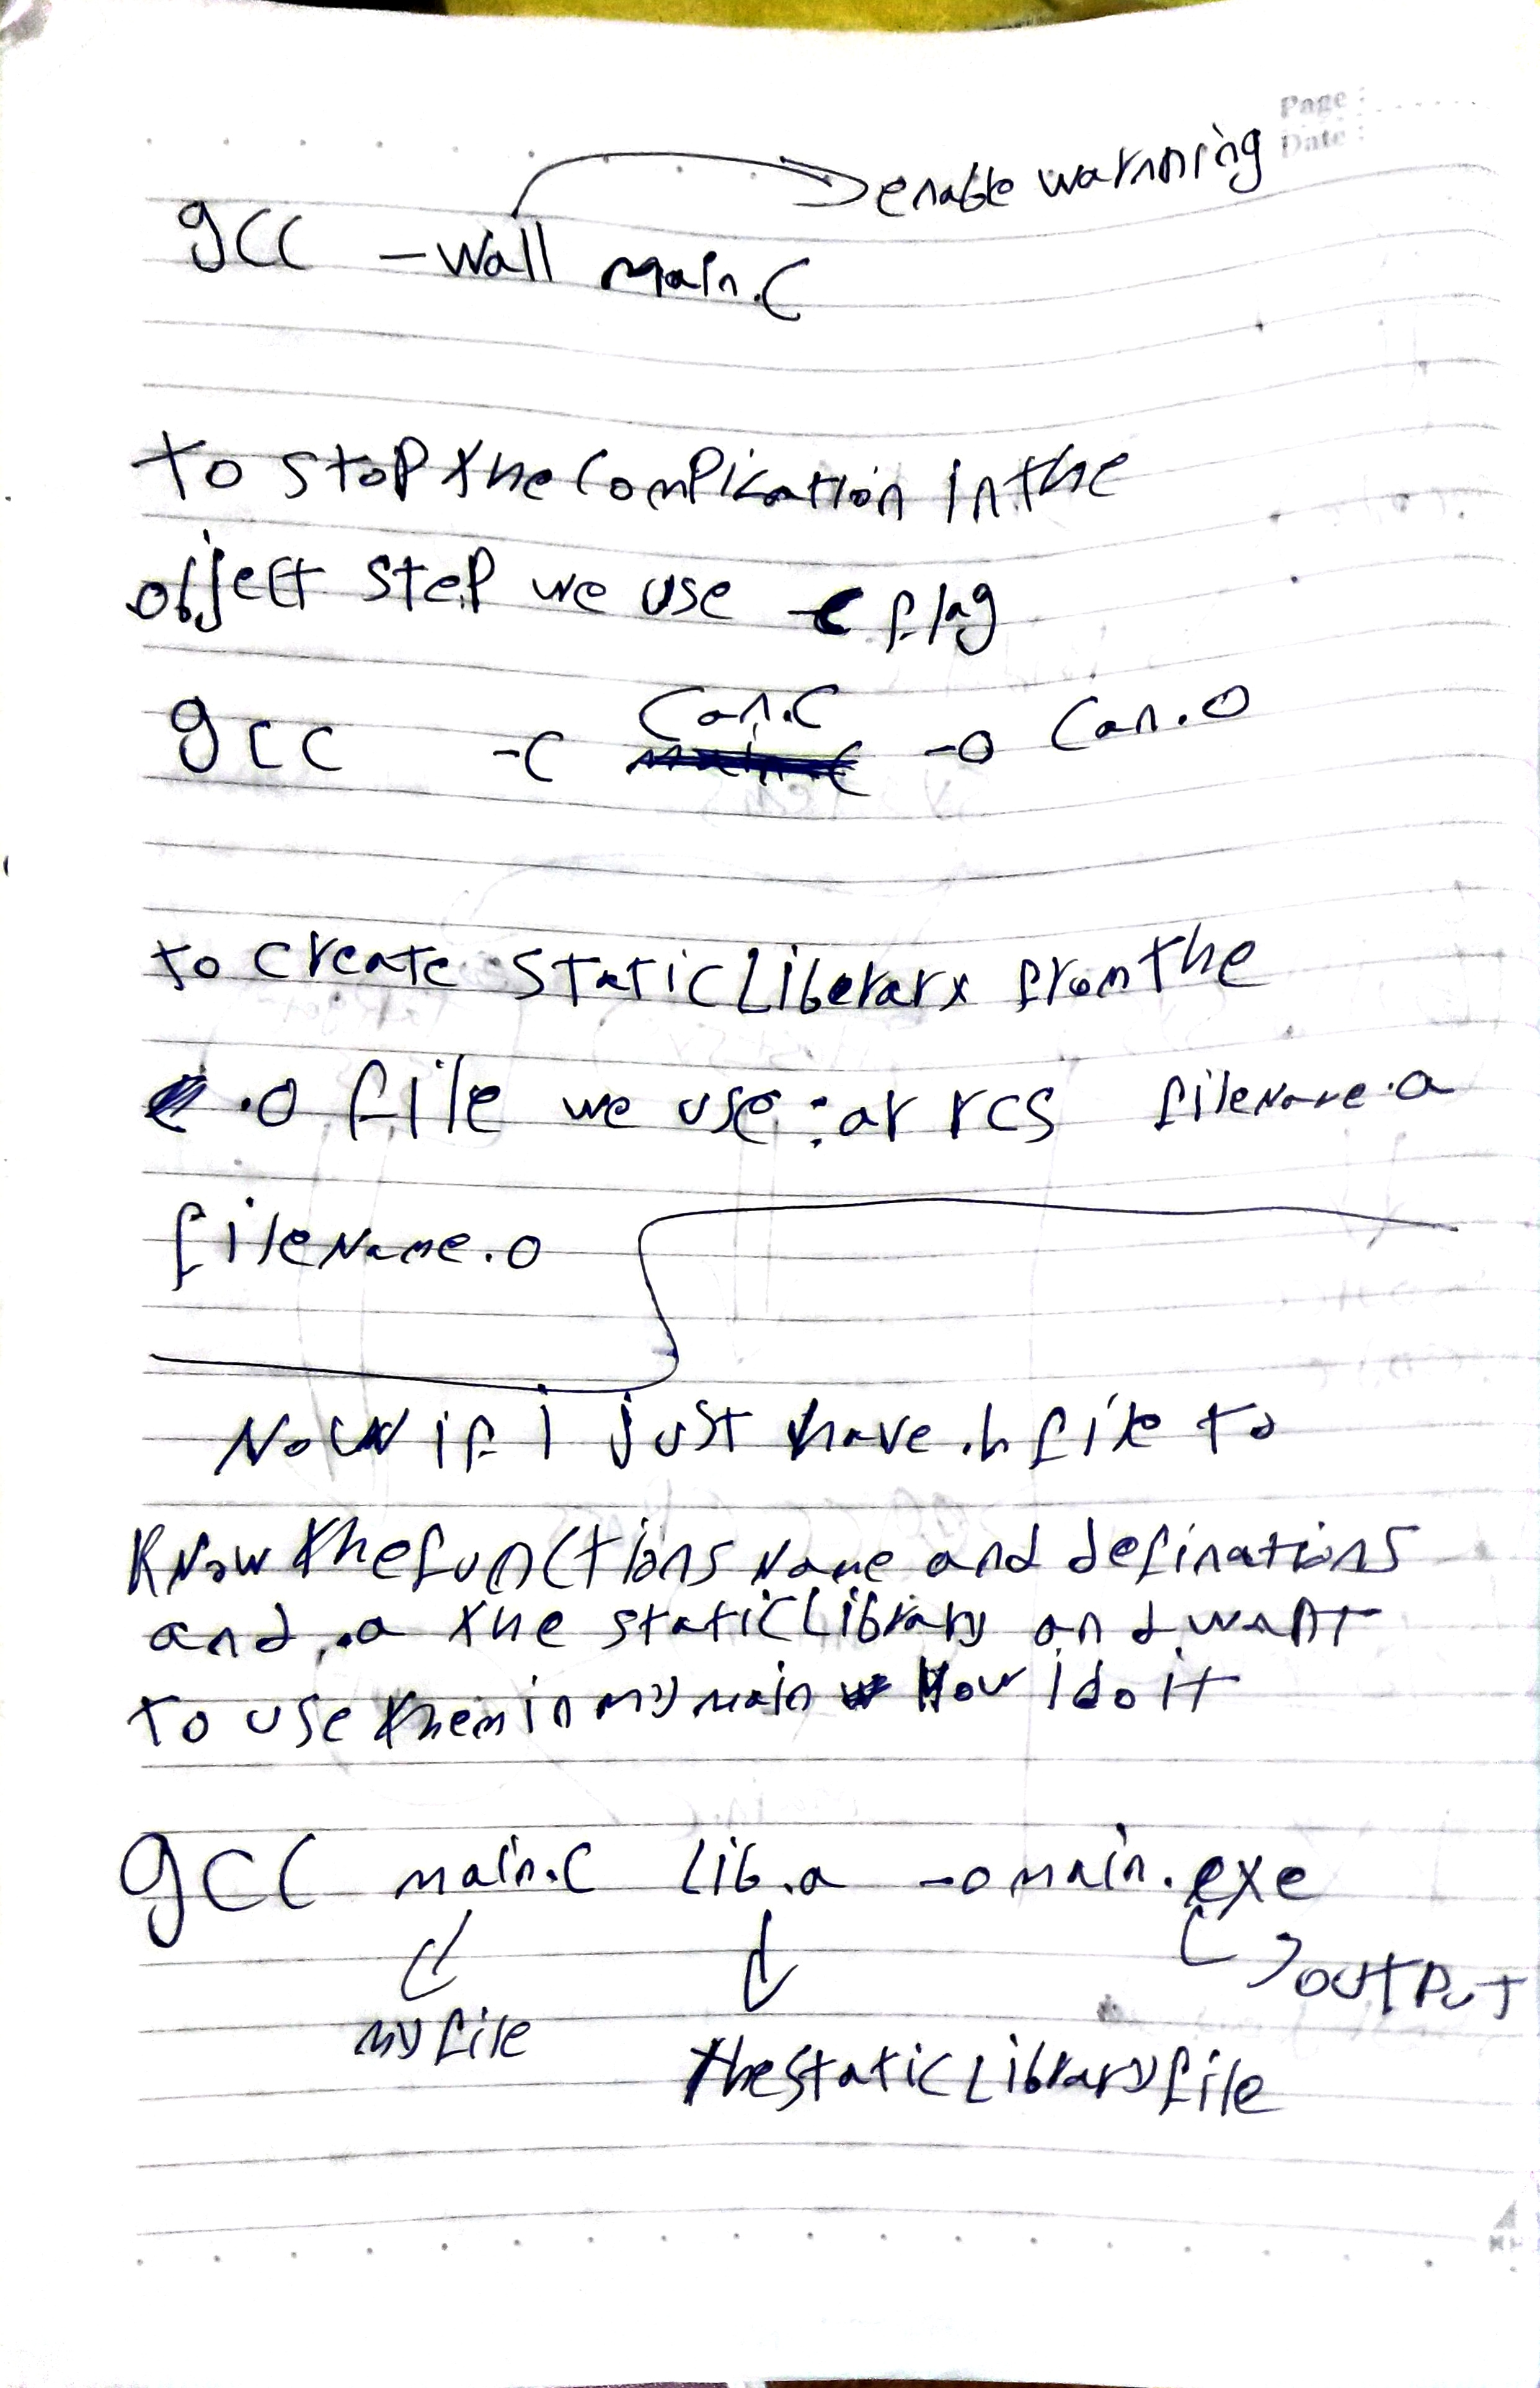 Page :
Date :
enable warnning
gcc -Wall main.c
to stop the compication in the
object step we use -c flag
gcc -c can.c -o can.o
to create static Liberary from the
.o file we use : ar rcs fileName.a
fileName.o
Now if i just have .h file to
know the functions Name and definations
and .a the static Library and want
to use them in my main How i do it
gcc main.c lib.a -o main.exe
output
my file
the static Library file